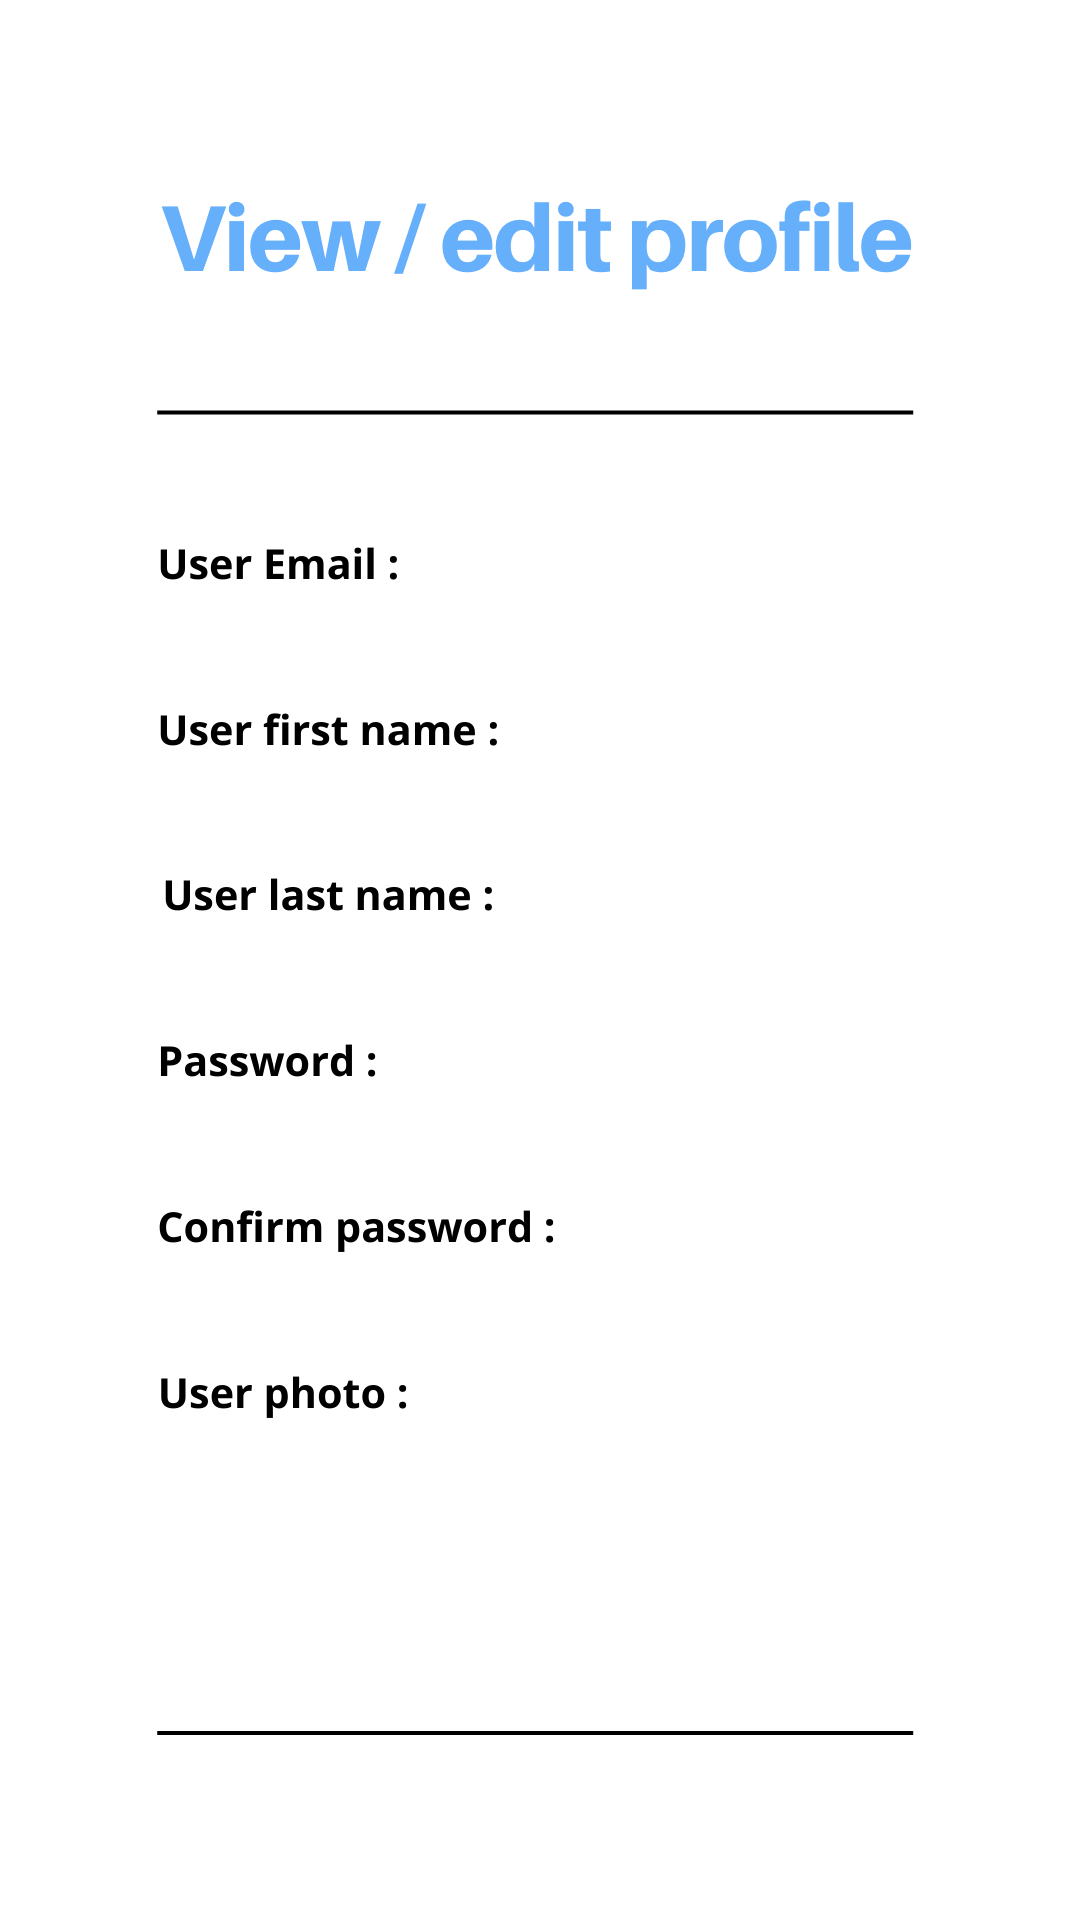 View / edit profile
User Email :
User first name :
User last name :
Password :
Confirm password :
User photo :